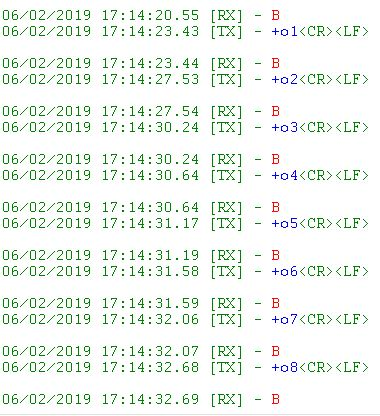 06/02/2019 17:14:20.55 [RX] - B
06/02/2019 17:14:23.43 [TX] - +o1<CR><LF>
06/02/2019 17:14:23.44 [RX] - B
06/02/2019 17:14:27.53 [TX] - +o2<CR><LF>
06/02/2019 17:14:27.54 [RX] - B
06/02/2019 17:14:30.24 [TX] - +o3<CR><LF>
06/02/2019 17:14:30.24 [RX] - B
06/02/2019 17:14:30.64 [TX] - +o4<CR><LF>
06/02/2019 17:14:30.64 [RX] - B
06/02/2019 17:14:31.17 [TX] - +o5<CR><LF>
06/02/2019 17:14:31.19 [RX] - B
06/02/2019 17:14:31.58 [TX] - +o6<CR><LF>
06/02/2019 17:14:31.59 [RX] - B
06/02/2019 17:14:32.06 [TX] - +o7<CR><LF>
06/02/2019 17:14:32.07 [RX] - B
06/02/2019 17:14:32.68 [TX] - +o8<CR><LF>
06/02/2019 17:14:32.69 [RX] - B